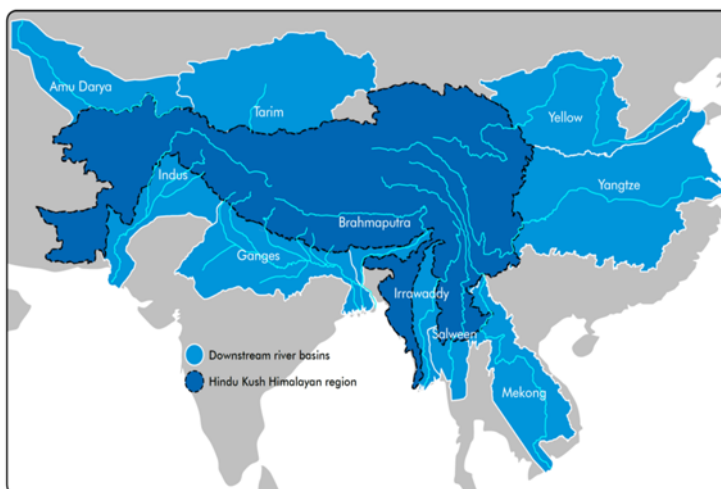 Amu Darya
Tarim
Yellow
Indus
Yangtze
Brahmaputra
Ganges
Irrawaddy
Salween
Downstream river basins
Hindu Kush Himalayan region
Mekong